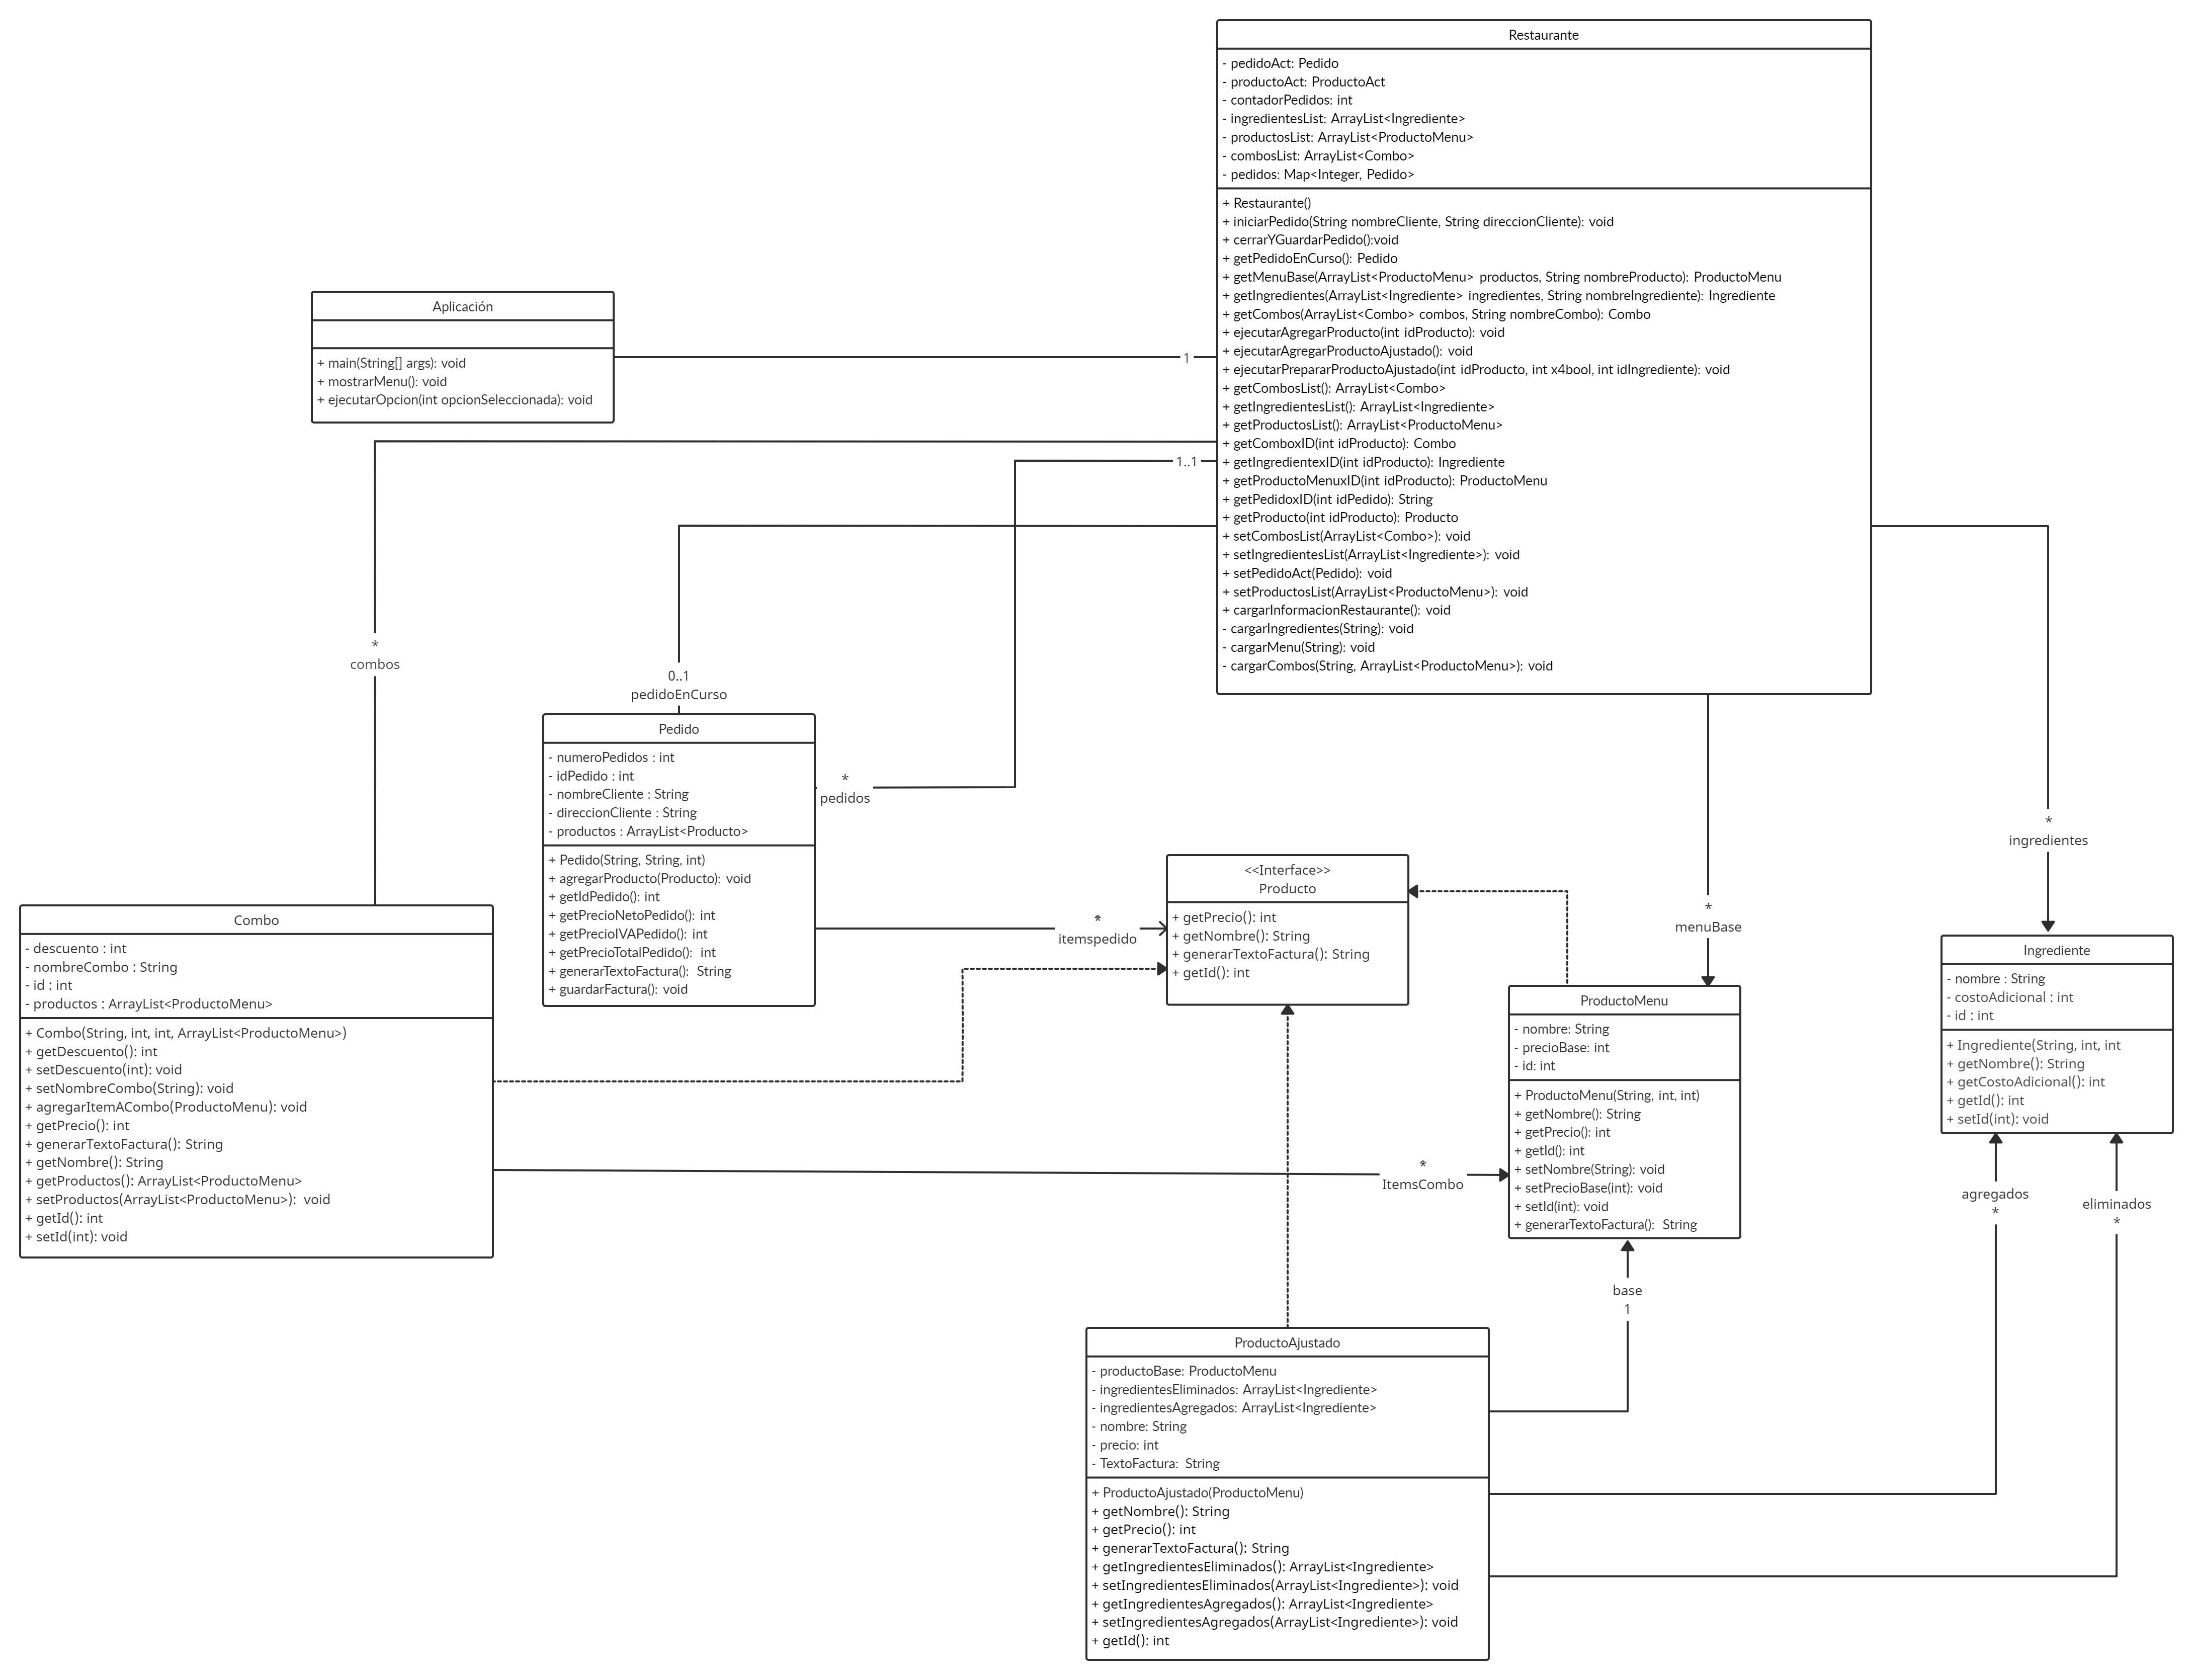 Restaurante
- pedidoAct: Pedido
- productoAct: ProductoAct
- contadorPedidos: int
- ingredientesList: ArrayList<Ingrediente>
- productosList: ArrayList<ProductoMenu>
- combosList: ArrayList<Combo>
- pedidos: Map<Integer, Pedido>
+ Restaurante()
+ iniciarPedido(String nombreCliente, String direccionCliente): void
+ cerrarYGuardarPedido():void
+ getPedidoEnCurso(): Pedido
+ getMenuBase(ArrayList<ProductoMenu> productos, String nombreProducto): ProductoMenu
+ getIngredientes(ArrayList<Ingrediente> ingredientes, String nombreIngrediente): Ingrediente
+ getCombos(ArrayList<Combo> combos, String nombreCombo): Combo
+ ejecutarAgregarProducto(int idProducto): void
+ ejecutarAgregarProductoAjustado(): void
+ ejecutarPrepararProductoAjustado(int idProducto, int x4bool, int idIngrediente): void
+ getCombosList(): ArrayList<Combo>
+ getIngredientesList(): ArrayList<Ingrediente>
+ getProductosList(): ArrayList<ProductoMenu>
+ getComboxID(int idProducto): Combo
+ getIngredientexID(int idProducto): Ingrediente
+ getProductoMenuxID(int idProducto): ProductoMenu
+ getPedidoxID(int idPedido): String
+ getProducto(int idProducto): Producto
+ setCombosList(ArrayList<Combo>): void
+ setIngredientesList(ArrayList<Ingrediente>): void
+ setPedidoAct(Pedido): void
+ setProductosList(ArrayList<ProductoMenu>): void
+ cargarInformacionRestaurante(): void
- cargarIngredientes(String): void
- cargarMenu(String): void
- cargarCombos(String, ArrayList<ProductoMenu>): void
Aplicación
+ main(String[] args): void
+ mostrarMenu(): void
+ ejecutarOpcion(int opcionSeleccionada): void
1
1..1
*
combos
0..1
pedidoEnCurso
*
pedidos
Pedido
- numeroPedidos : int
- idPedido : int
- nombreCliente : String
- direccionCliente : String
- productos : ArrayList<Producto>
+ Pedido(String, String, int)
+ agregarProducto(Producto): void
+ getIdPedido(): int
+ getPrecioNetoPedido(): int
+ getPrecioIVAPedido(): int
+ getPrecioTotalPedido(): int
+ generarTextoFactura(): String
+ guardarFactura(): void
*
itemspedido
<<Interface>>
Producto
+ getPrecio(): int
+ getNombre(): String
+ generarTextoFactura(): String
+ getId(): int
*
menuBase
*
ingredientes
Combo
- descuento : int
- nombreCombo : String
- id : int
- productos : ArrayList<ProductoMenu>
+ Combo(String, int, int, ArrayList<ProductoMenu>)
+ getDescuento(): int
+ setDescuento(int): void
+ setNombreCombo(String): void
+ agregarItemACombo(ProductoMenu): void
+ getPrecio(): int
+ generarTextoFactura(): String
+ getNombre(): String
+ getProductos(): ArrayList<ProductoMenu>
+ setProductos(ArrayList<ProductoMenu>): void
+ getId(): int
+ setId(int): void
*
ItemsCombo
ProductoMenu
- nombre: String
- precioBase: int
- id: int
+ ProductoMenu(String, int, int)
+ getNombre(): String
+ getPrecio(): int
+ getId(): int
+ setNombre(String): void
+ setPrecioBase(int): void
+ setId(int): void
+ generarTextoFactura(): String
Ingrediente
- nombre : String
- costoAdicional : int
- id : int
+ Ingrediente(String, int, int
+ getNombre(): String
+ getCostoAdicional(): int
+ getId(): int
+ setId(int): void
agregados
*
eliminados
*
base
1
ProductoAjustado
- productoBase: ProductoMenu
- ingredientesEliminados: ArrayList<Ingrediente>
- ingredientesAgregados: ArrayList<Ingrediente>
- nombre: String
- precio: int
- TextoFactura: String
+ ProductoAjustado(ProductoMenu)
+ getNombre(): String
+ getPrecio(): int
+ generarTextoFactura(): String
+ getIngredientesEliminados(): ArrayList<Ingrediente>
+ setIngredientesEliminados(ArrayList<Ingrediente>): void
+ getIngredientesAgregados(): ArrayList<Ingrediente>
+ setIngredientesAgregados(ArrayList<Ingrediente>): void
+ getId(): int